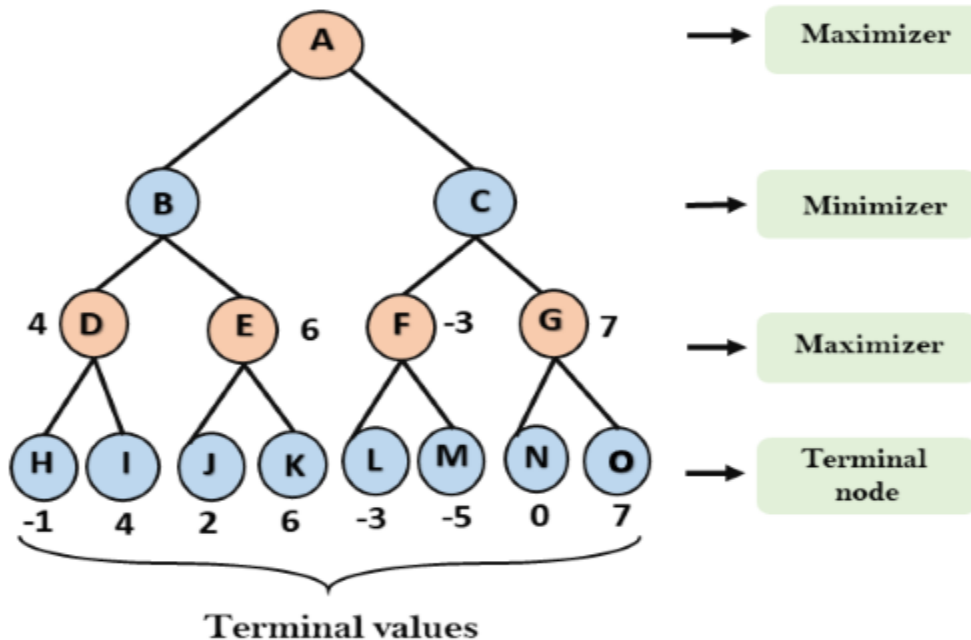 A
Maximizer
B
C
Minimizer
4 D
E 6
F -3
G 7
Maximizer
H I J K L M N O
Terminal
node
-1 4 2 6 -3 -5 0 7
Terminal values